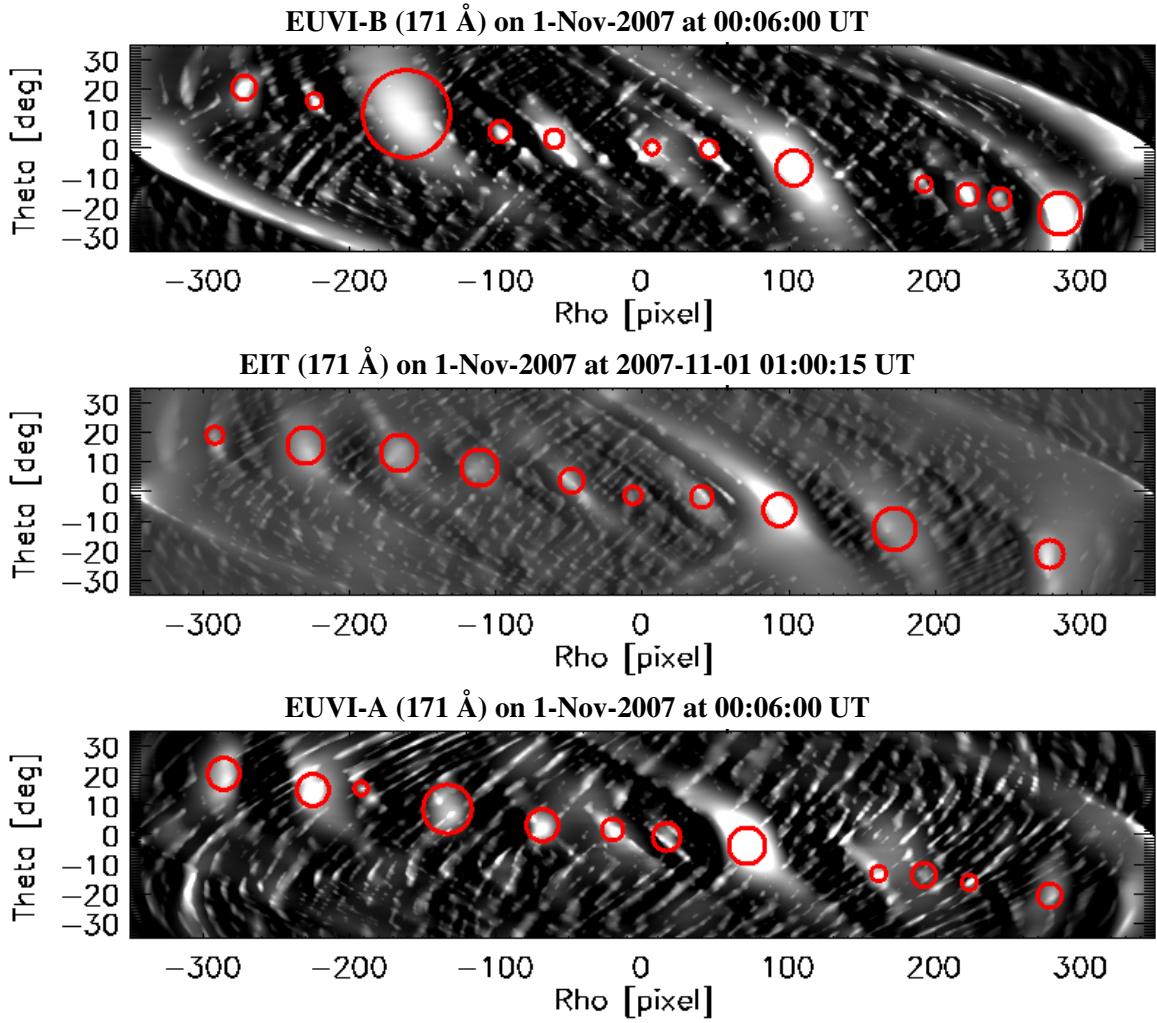 EUVI-B (171 Å) on 1-Nov-2007 at 00:06:00 UT
Theta [deg]
30
20
10
0
−10
−20
−30
−300 −200 −100 0 100 200 300
Rho [pixel]
EIT (171 Å) on 1-Nov-2007 at 2007-11-01 01:00:15 UT
Theta [deg]
30
20
10
0
−10
−20
−30
−300 −200 −100 0 100 200 300
Rho [pixel]
EUVI-A (171 Å) on 1-Nov-2007 at 00:06:00 UT
Theta [deg]
30
20
10
0
−10
−20
−30
−300 −200 −100 0 100 200 300
Rho [pixel]